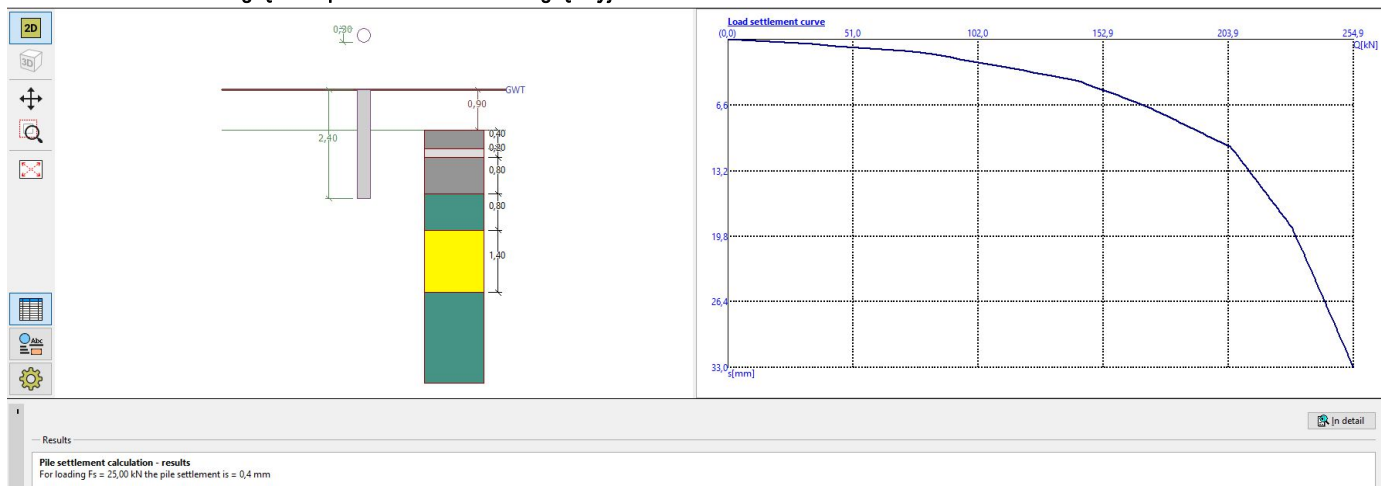 2D
3D
Abc
0,30
GWT
0,90
2,40
0,40
0,20
0,80
0,80
1,40
Load settlement curve
(0,0
51,0
102,0
152,9
203,9
254,9
Q[kN]
6,6
13,2
19,8
26,4
33,0
s[mm]
In detail
Results
Pile settlement calculation - results
For loading Fs = 25,00 kN the pile settlement is = 0,4 mm